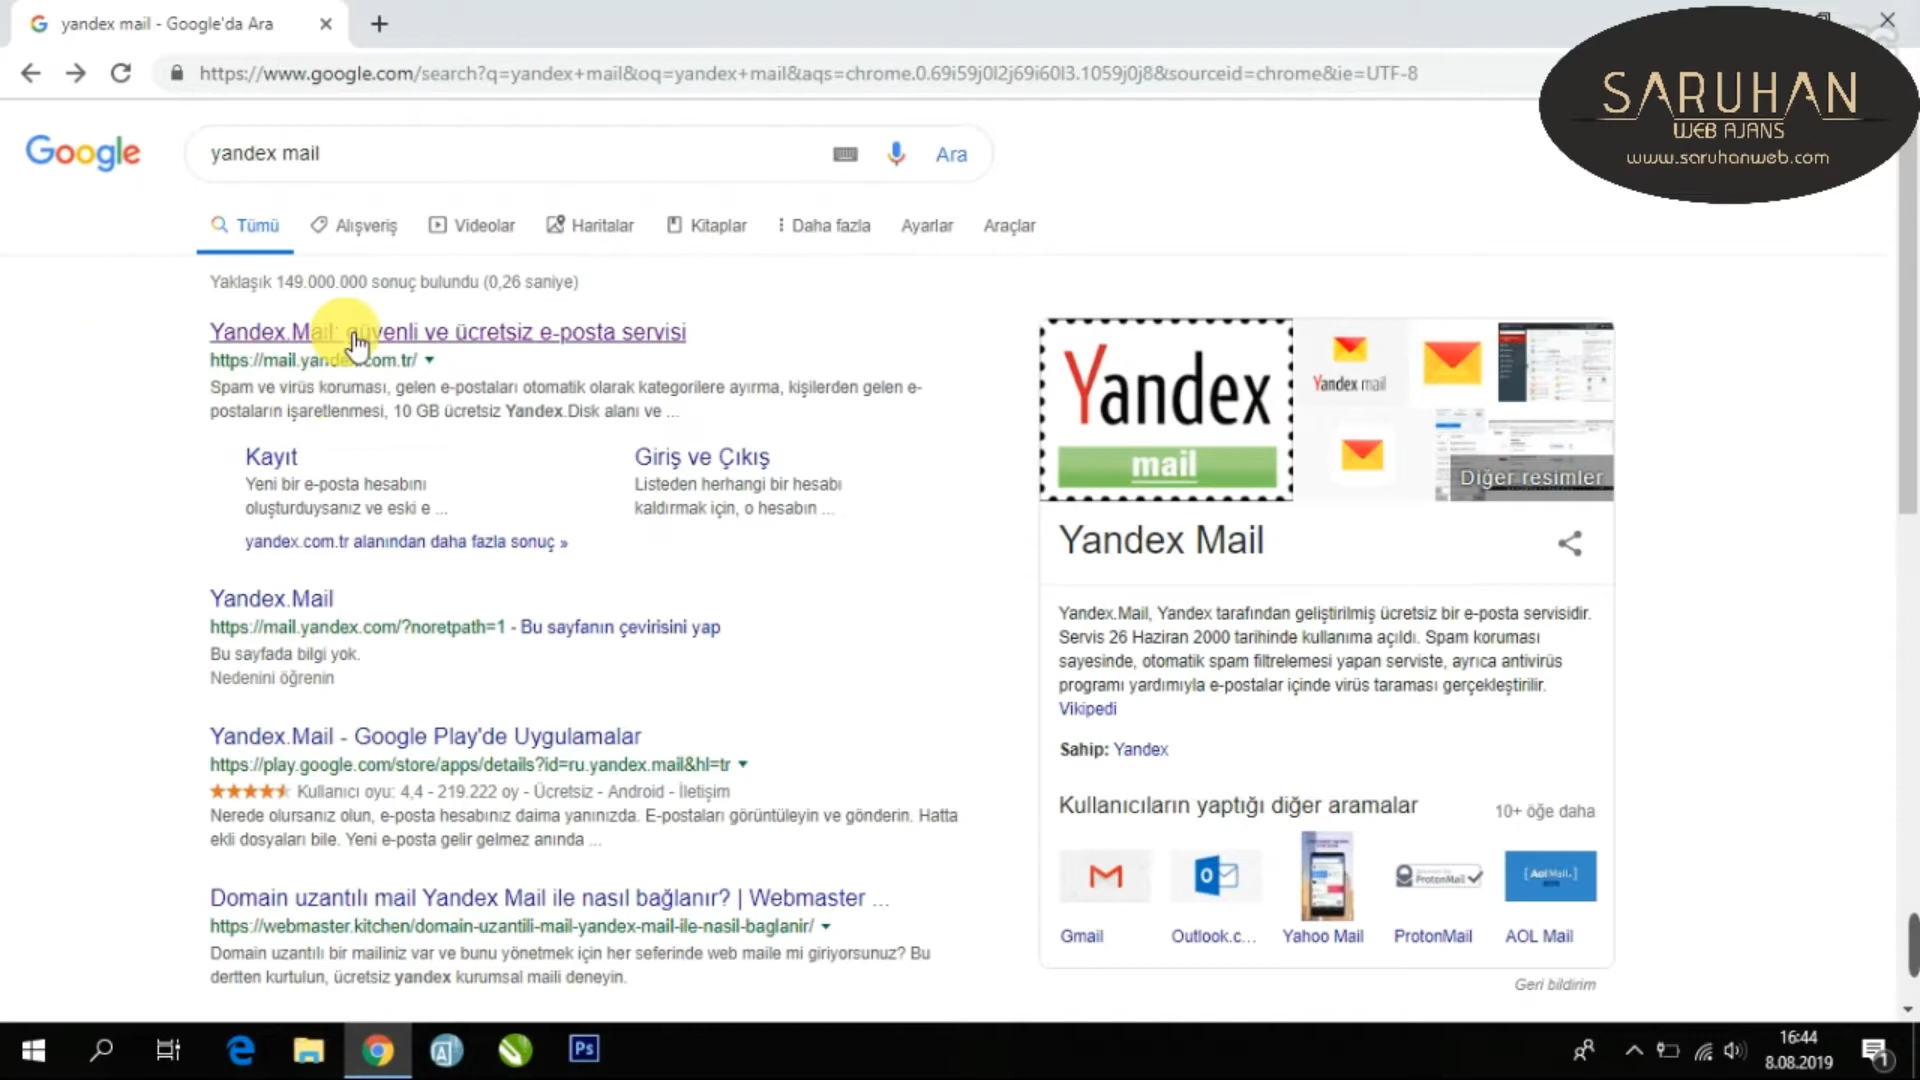 yandex mail - Google'da Ara
https://www.google.com/search?q=yandex+mail&oq=yandex+mail&aqs=chrome.0.69i59j0l2j69i60l3.1059j0j8&sourceid=chrome&ie=UTF-8
SARUHAN
WEB AJANS
www.saruhanweb.com
Google
yandex mail
Ara
Tümü
Alışveriş
Videolar
Haritalar
Kitaplar
Daha fazla
Ayarlar
Araçlar
Yaklaşık 149.000.000 sonuç bulundu (0,26 saniye)
Yandex.Mail: güvenli ve ücretsiz e-posta servisi
https://mail.yandex.com.tr/
Spam ve virüs koruması, gelen e-postaları otomatik olarak kategorilere ayırma, kişilerden gelen e-
postaların işaretlenmesi, 10 GB ücretsiz Yandex.Disk alanı ve ...
Kayıt
Yeni bir e-posta hesabını
oluşturduysanız ve eski e ...
Giriş ve Çıkış
Listeden herhangi bir hesabı
kaldırmak için, o hesabın ...
yandex.com.tr alanından daha fazla sonuç »
Yandex.Mail
https://mail.yandex.com/?noretpath=1 - Bu sayfanın çevirisini yap
Bu sayfada bilgi yok.
Nedenini öğrenin
Yandex.Mail - Google Play'de Uygulamalar
https://play.google.com/store/apps/details?id=ru.yandex.mail&hl=tr
Kullanıcı oyu: 4,4 - 219.222 oy - Ücretsiz - Android - İletişim
Nerede olursanız olun, e-posta hesabınız daima yanınızda. E-postaları görüntüleyin ve gönderin. Hatta
ekli dosyaları bile. Yeni e-posta gelir gelmez anında ...
Domain uzantılı mail Yandex Mail ile nasıl bağlanır? | Webmaster ...
https://webmaster.kitchen/domain-uzantili-mail-yandex-mail-ile-nasil-baglanir/
Domain uzantılı bir mailiniz var ve bunu yönetmek için her seferinde web maile mi giriyorsunuz? Bu
dertten kurtulun, ücretsiz yandex kurumsal maili deneyin.
Yandex
mail
Yandex mail
Diğer resimler
Yandex Mail
Yandex.Mail, Yandex tarafından geliştirilmiş ücretsiz bir e-posta servisidir.
Servis 26 Haziran 2000 tarihinde kullanıma açıldı. Spam koruması
sayesinde, otomatik spam filtrelemesi yapan serviste, ayrıca antivirüs
programı yardımıyla e-postalar içinde virüs taraması gerçekleştirilir.
Vikipedi
Sahip: Yandex
Kullanıcıların yaptığı diğer aramalar
10+ öğe daha
ProtonMail
Aol Mail.
Gmail
Outlook.c...
Yahoo Mail
ProtonMail
AOL Mail
Geri bildirim
Ps
16:44
8.08.2019
1